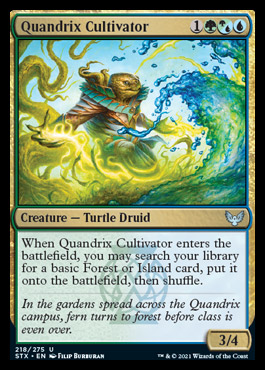 Quandrix Cultivator 1
Creature — Turtle Druid
When Quandrix Cultivator enters the
battlefield, you may search your library
for a basic Forest or Island card, put it
onto the battlefield, then shuffle.
In the gardens spread across the Quandrix
campus, fern turns to forest before class is
even over.
3/4
218/275 U
STX • EN FILIP BURBURAN
™ & © 2021 Wizards of the Coast